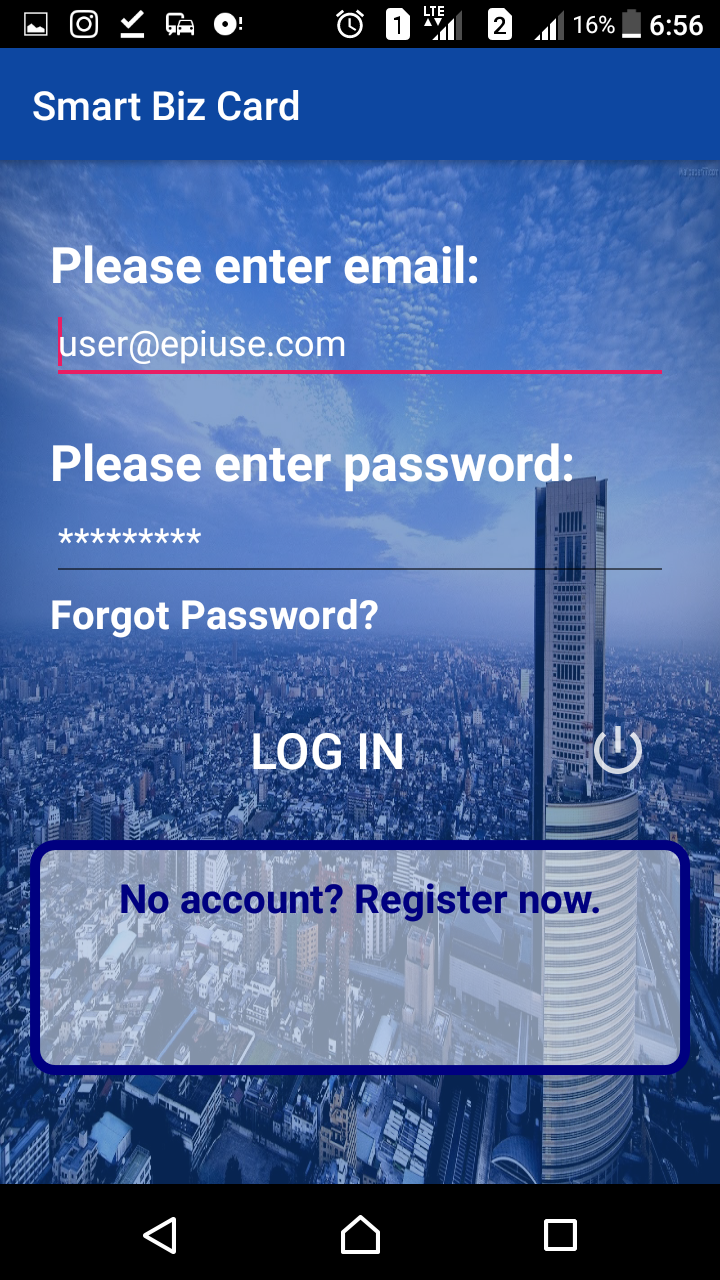 1 LTE 2 16% 6:56
Smart Biz Card
Please enter email:
user@epiuse.com
Please enter password:
*********
Forgot Password?
LOG IN
No account? Register now.